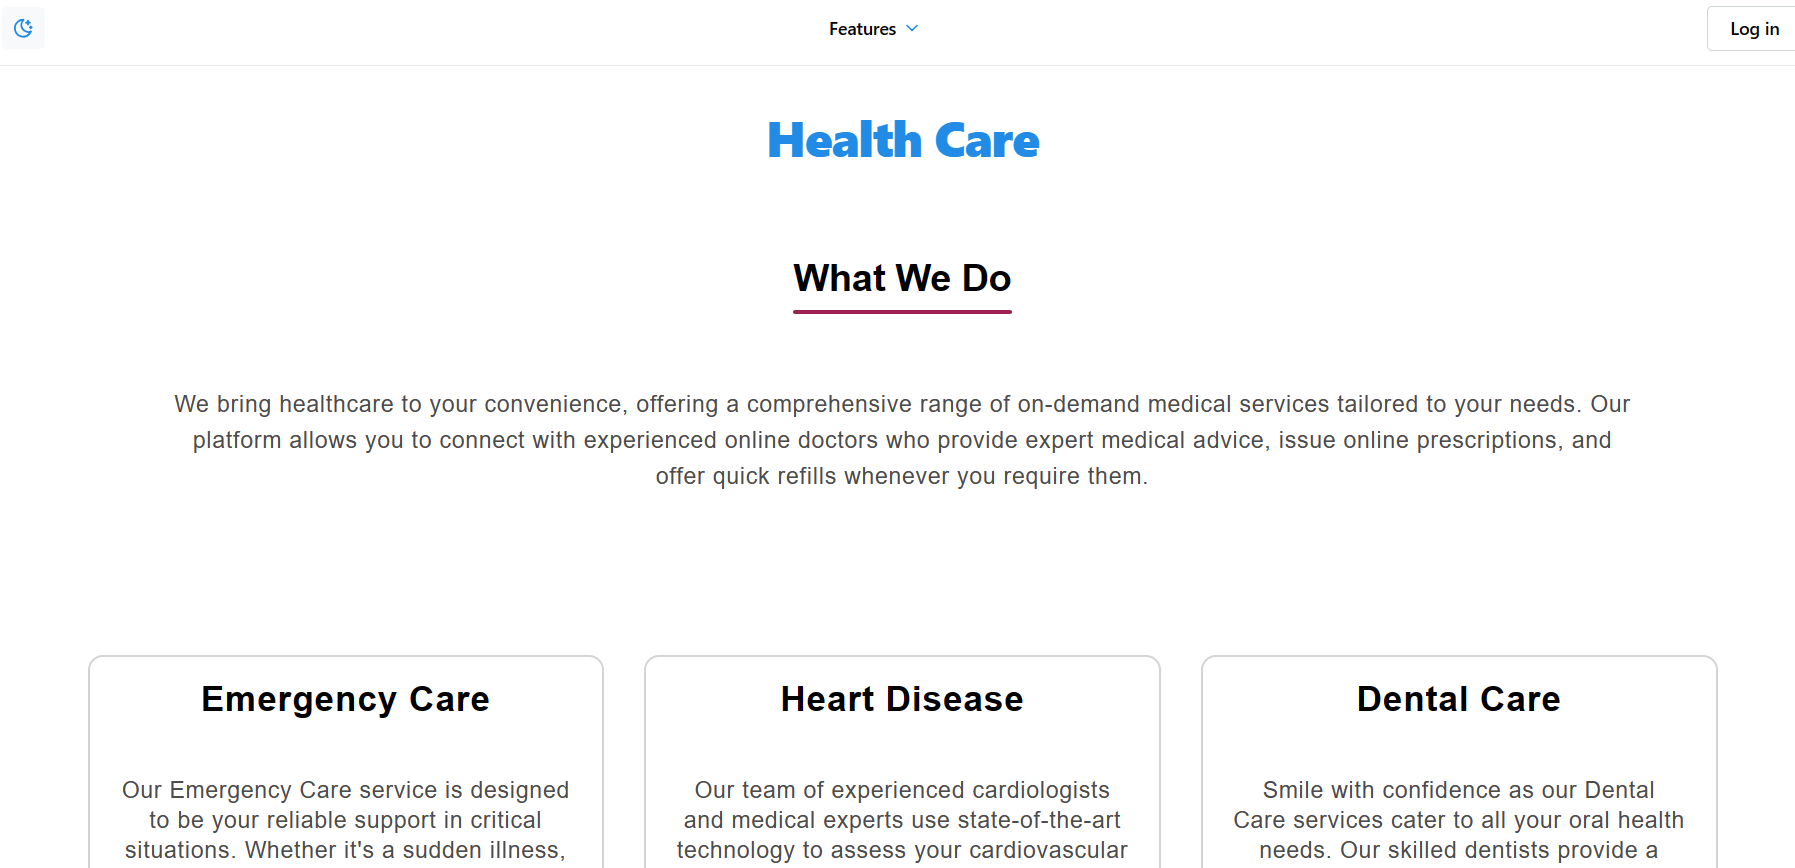 Features
Log in
Health Care
What We Do
We bring healthcare to your convenience, offering a comprehensive range of on-demand medical services tailored to your needs. Our
platform allows you to connect with experienced online doctors who provide expert medical advice, issue online prescriptions, and
offer quick refills whenever you require them.
Emergency Care
Our Emergency Care service is designed
to be your reliable support in critical
situations. Whether it's a sudden illness,
Heart Disease
Our team of experienced cardiologists
and medical experts use state-of-the-art
technology to assess your cardiovascular
Dental Care
Smile with confidence as our Dental
Care services cater to all your oral health
needs. Our skilled dentists provide a